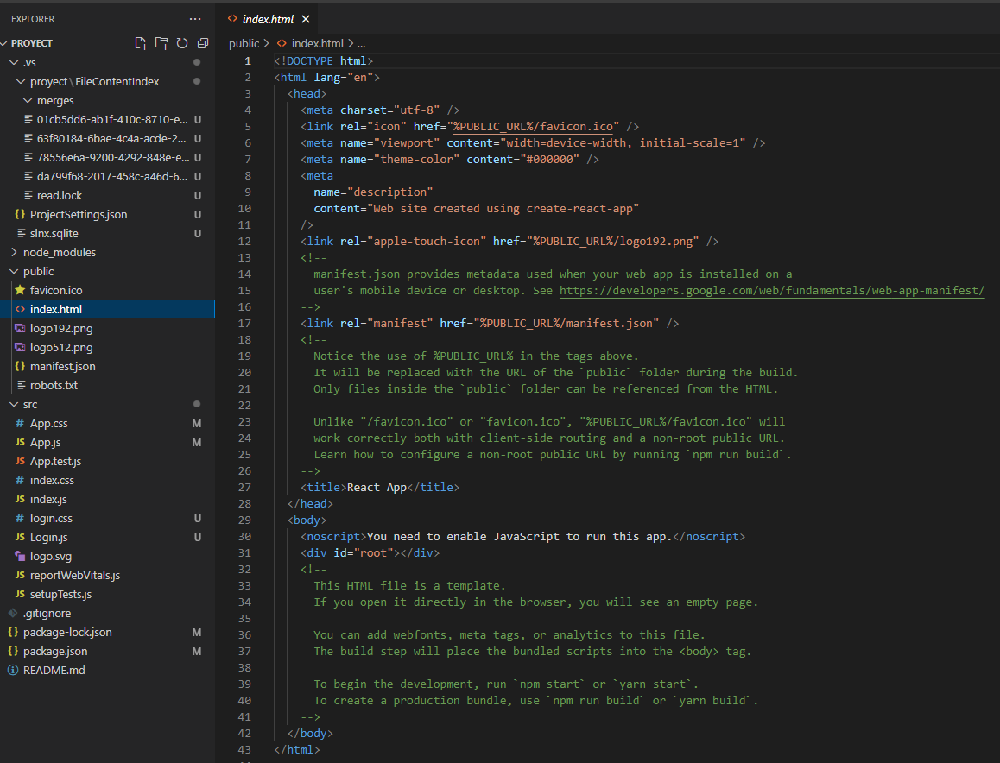 EXPLORER ...
PROYECT
.vs
proyect\FileContentIndex
merges
01cb5dd6-ab1f-410c-8710-e... U
63f80184-6bae-4c4a-acde-2... U
78556e6a-9200-4292-848e-e... U
da799f68-2017-458c-a46d-6... U
read.lock U
{} ProjectSettings.json U
slnx.sqlite U
node_modules
public
favicon.ico
<> index.html
logo192.png
logo512.png
{} manifest.json
robots.txt
src
# App.css M
JS App.js M
JS App.test.js
# index.css
JS index.js
# login.css U
JS Login.js U
logo.svg
JS reportWebVitals.js
JS setupTests.js
.gitignore
{} package-lock.json M
{} package.json M
README.md
<> index.html ×
public > <> index.html > ...
1 <!DOCTYPE html>
2 <html lang="en">
3 <head>
4 <meta charset="utf-8" />
5 <link rel="icon" href="%PUBLIC_URL%/favicon.ico" />
6 <meta name="viewport" content="width=device-width, initial-scale=1" />
7 <meta name="theme-color" content="#000000" />
8 <meta
9 name="description"
10 content="Web site created using create-react-app"
11 />
12 <link rel="apple-touch-icon" href="%PUBLIC_URL%/logo192.png" />
13 <!--
14 manifest.json provides metadata used when your web app is installed on a
15 user's mobile device or desktop. See https://developers.google.com/web/fundamentals/web-app-manifest/
16 -->
17 <link rel="manifest" href="%PUBLIC_URL%/manifest.json" />
18 <!--
19 Notice the use of %PUBLIC_URL% in the tags above.
20 It will be replaced with the URL of the `public` folder during the build.
21 Only files inside the `public` folder can be referenced from the HTML.
22
23 Unlike "/favicon.ico" or "favicon.ico", "%PUBLIC_URL%/favicon.ico" will
24 work correctly both with client-side routing and a non-root public URL.
25 Learn how to configure a non-root public URL by running `npm run build`.
26 -->
27 <title>React App</title>
28 </head>
29 <body>
30 <noscript>You need to enable JavaScript to run this app.</noscript>
31 <div id="root"></div>
32 <!--
33 This HTML file is a template.
34 If you open it directly in the browser, you will see an empty page.
35
36 You can add webfonts, meta tags, or analytics to this file.
37 The build step will place the bundled scripts into the <body> tag.
38
39 To begin the development, run `npm start` or `yarn start`.
40 To create a production bundle, use `npm run build` or `yarn build`.
41 -->
42 </body>
43 </html>